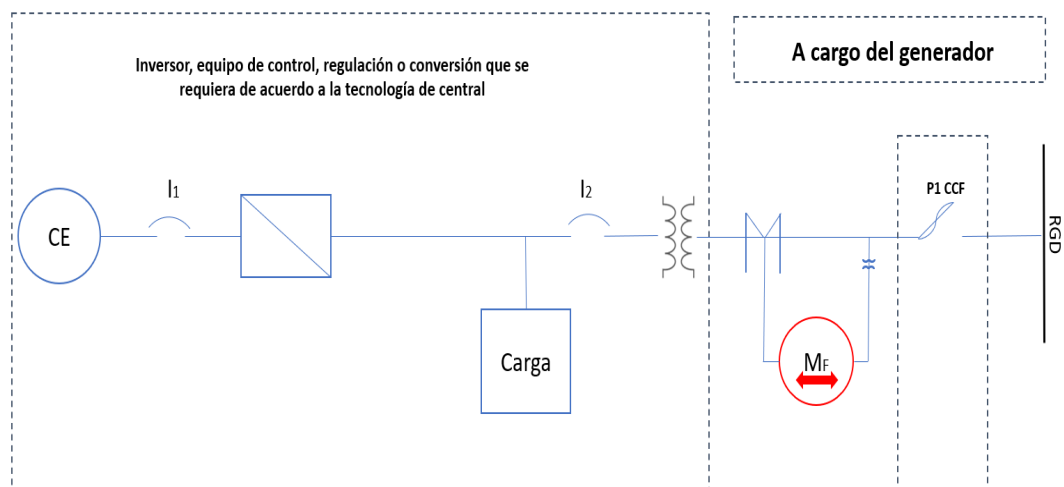 A cargo del generador
Inversor, equipo de control, regulación o conversión que se
requiera de acuerdo a la tecnología de central
P1 CCF
I1
I2
CE
RGD
Carga
MF